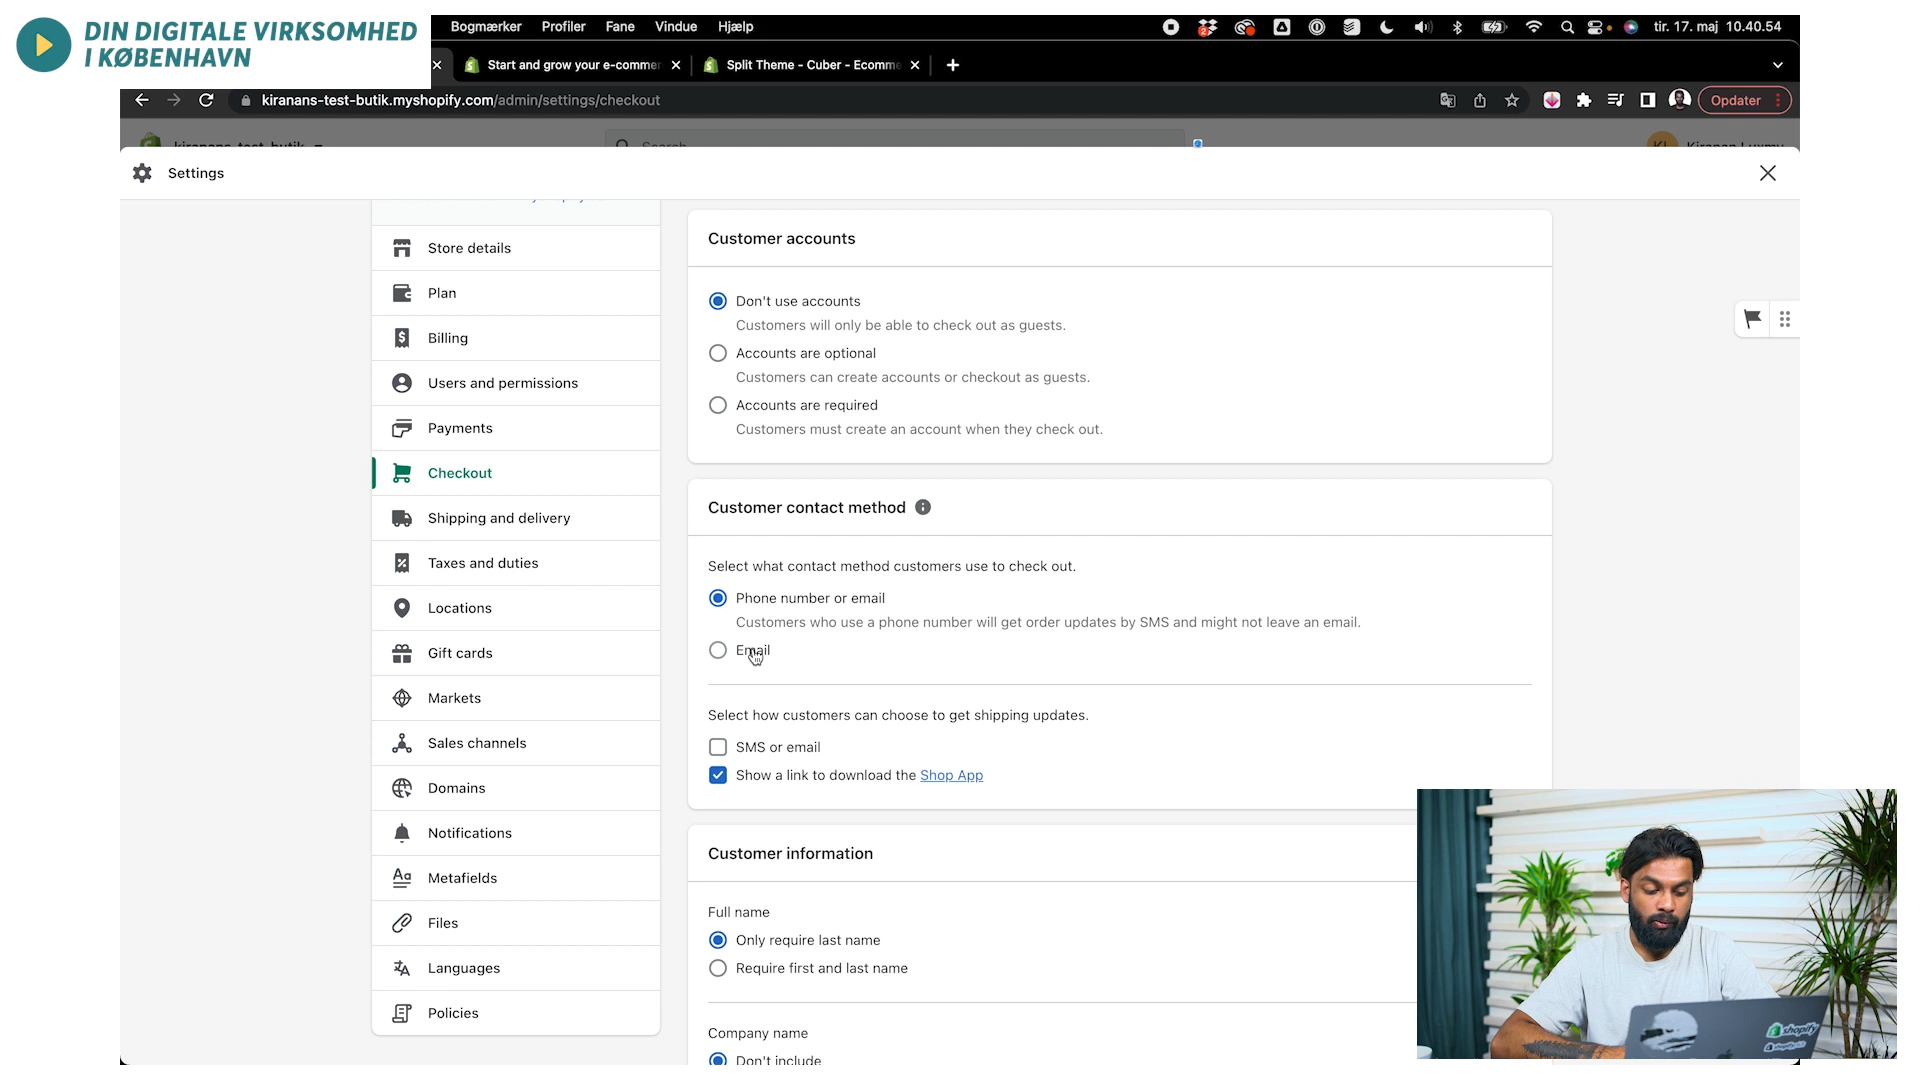 DIN DIGITALE VIRKSOMHED
I KØBENHAVN
Bogmærker Profiler Fane Vindue Hjælp
tir. 17. maj 10.40.54
Start and grow your e-commer
Split Theme - Cuber - Ecomme
kiranans-test-butik.myshopify.com/admin/settings/checkout
Opdater
kiranans-test-butik
Search
KL
Kiranan Luxmy
Settings
Store details
Plan
Billing
Users and permissions
Payments
Checkout
Shipping and delivery
Taxes and duties
Locations
Gift cards
Markets
Sales channels
Domains
Notifications
Metafields
Files
Languages
Policies
Customer accounts
Don't use accounts
Customers will only be able to check out as guests.
Accounts are optional
Customers can create accounts or checkout as guests.
Accounts are required
Customers must create an account when they check out.
Customer contact method
Select what contact method customers use to check out.
Phone number or email
Customers who use a phone number will get order updates by SMS and might not leave an email.
Email
Select how customers can choose to get shipping updates.
SMS or email
Show a link to download the Shop App
Customer information
Full name
Only require last name
Require first and last name
Company name
Don't include
shopify